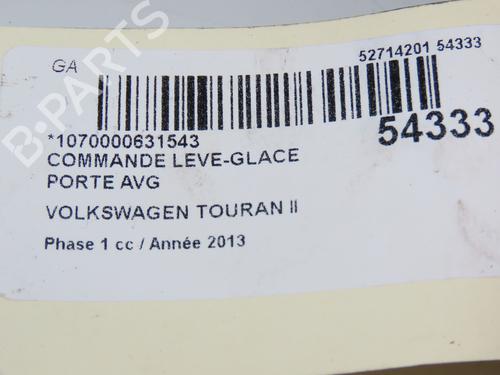 GA
52714201 54333
*1070000631543
54333
COMMANDE LEVE-GLACE
PORTE AVG
VOLKSWAGEN TOURAN II
Phase 1 cc / Année 2013
B-PARTS